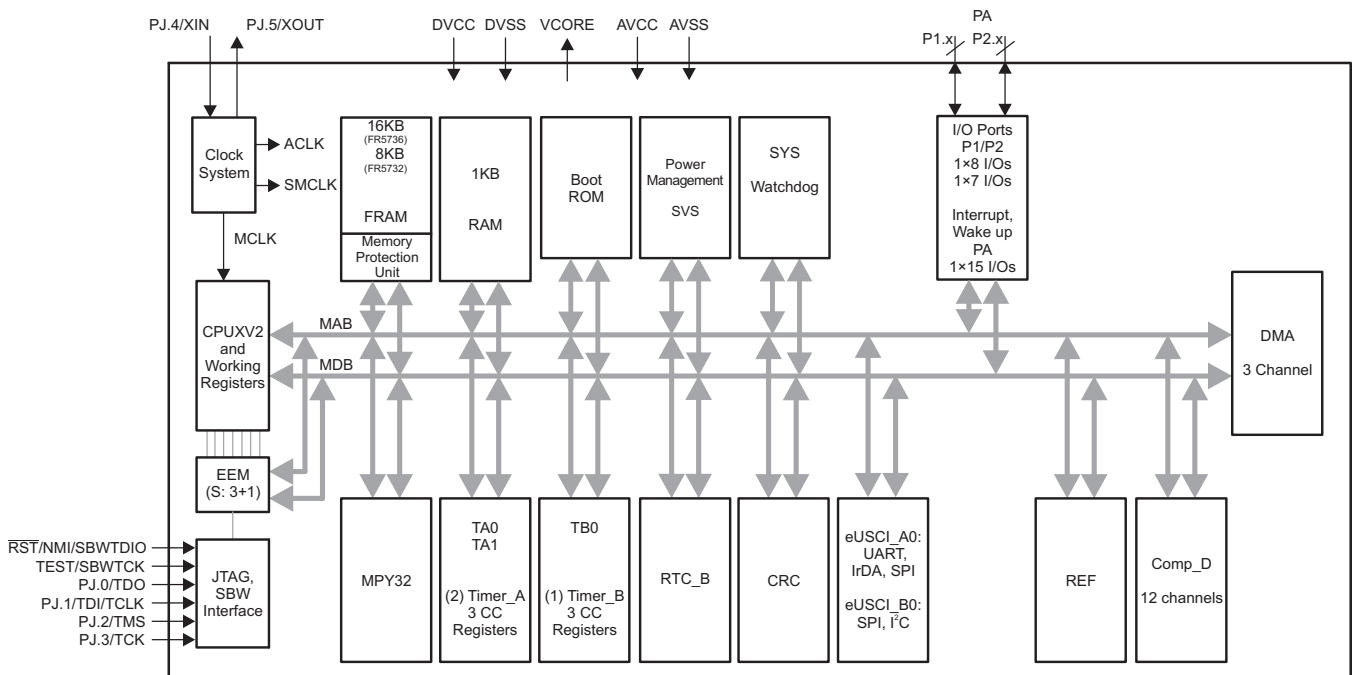 PJ.4/XIN
PJ.5/XOUT
DVCC
DVSS
VCORE
AVCC
AVSS
PA
P1.x
P2.x
Clock
System
ACLK
SMCLK
MCLK
16KB
(FR5736)
8KB
(FR5732)
FRAM
Memory
Protection
Unit
1KB
RAM
Boot
ROM
Power
Management
SVS
SYS
Watchdog
I/O Ports
P1/P2
1×8 I/Os
1×7 I/Os
Interrupt,
Wake up
PA
1×15 I/Os
CPUXV2
and
Working
Registers
MAB
MDB
DMA
3 Channel
EEM
(S: 3+1)
RST/NMI/SBWTDIO
TEST/SBWTCK
PJ.0/TDO
PJ.1/TDI/TCLK
PJ.2/TMS
PJ.3/TCK
JTAG,
SBW
Interface
MPY32
TA0
TA1
(2) Timer_A
3 CC
Registers
TB0
(1) Timer_B
3 CC
Registers
RTC_B
CRC
eUSCI_A0:
UART,
IrDA, SPI
eUSCI_B0:
SPI, I²C
REF
Comp_D
12 channels